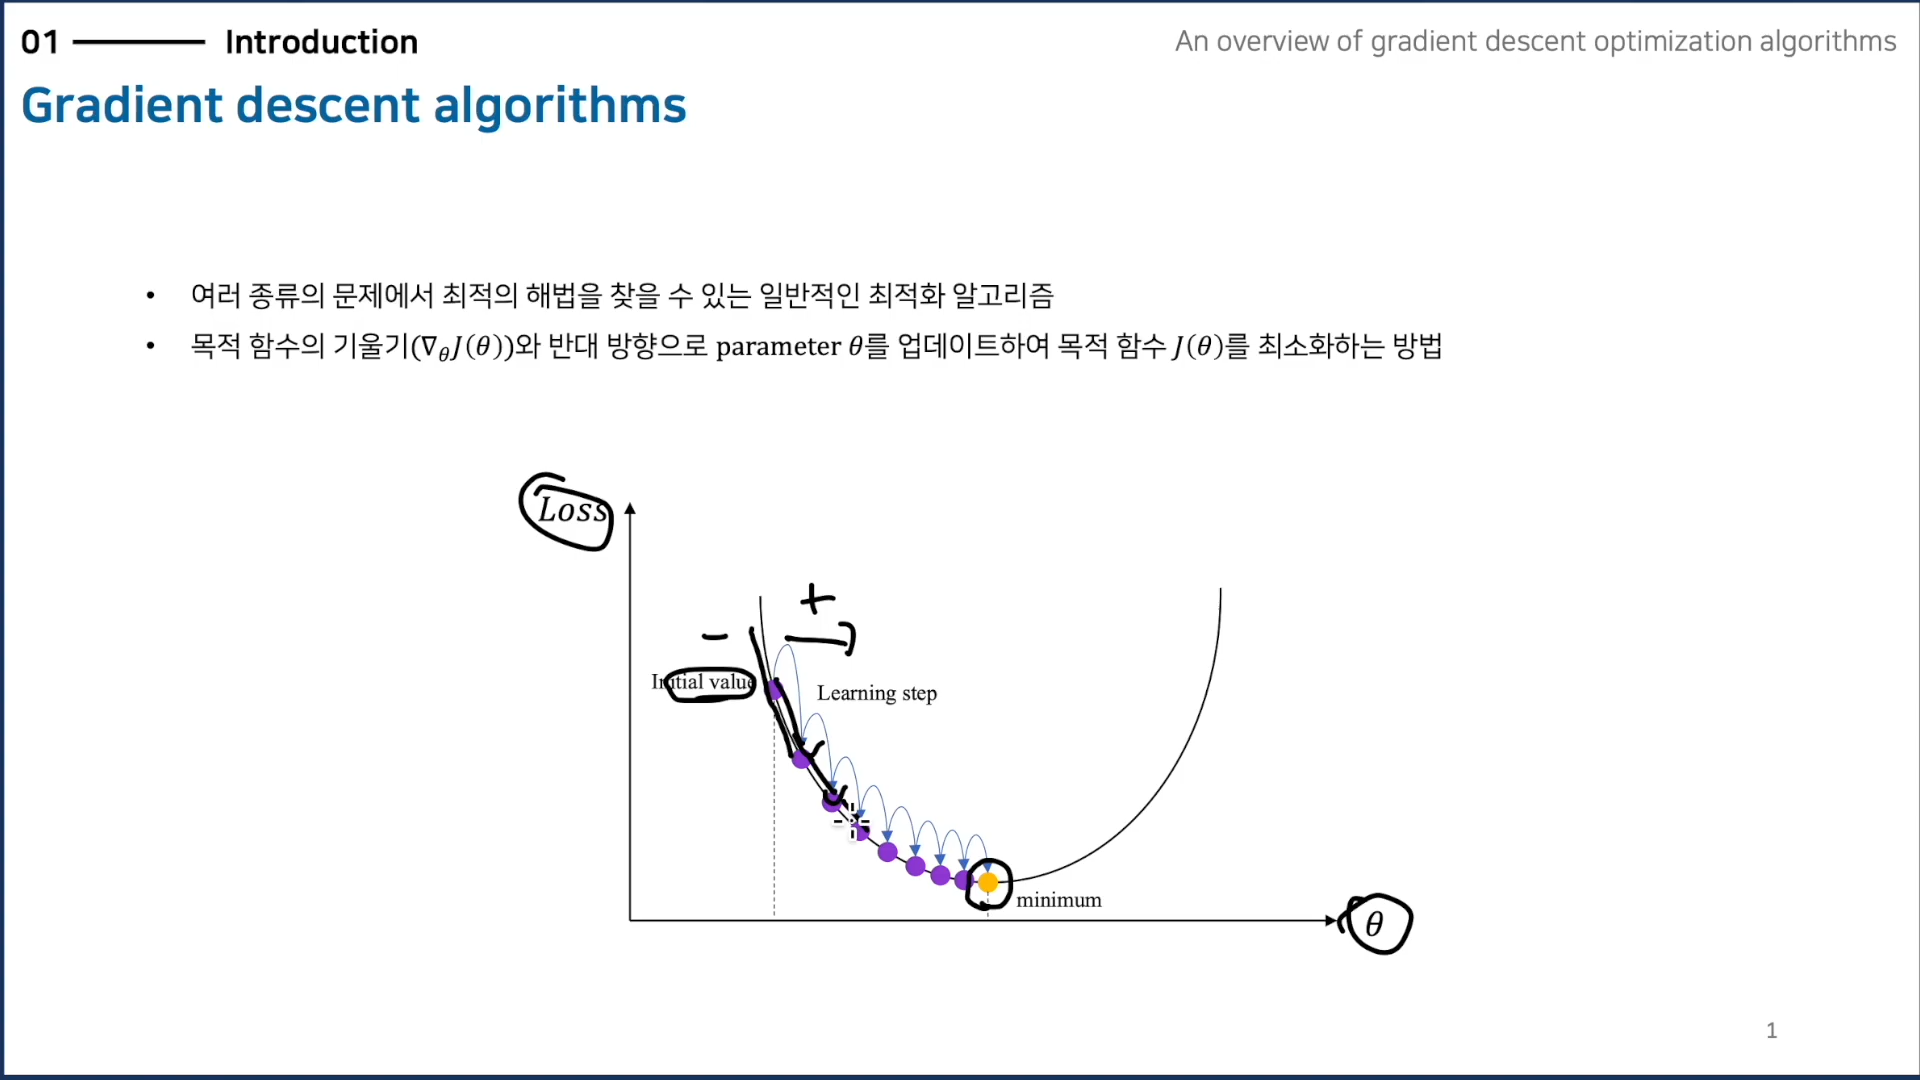 01 Introduction
An overview of gradient descent optimization algorithms
Gradient descent algorithms
• 여러 종류의 문제에서 최적의 해법을 찾을 수 있는 일반적인 최적화 알고리즘
• 목적 함수의 기울기(∇θJ(θ))와 반대 방향으로 parameter θ를 업데이트하여 목적 함수 J(θ)를 최소화하는 방법
Loss
+
−
Initial value
Learning step
minimum
θ
1